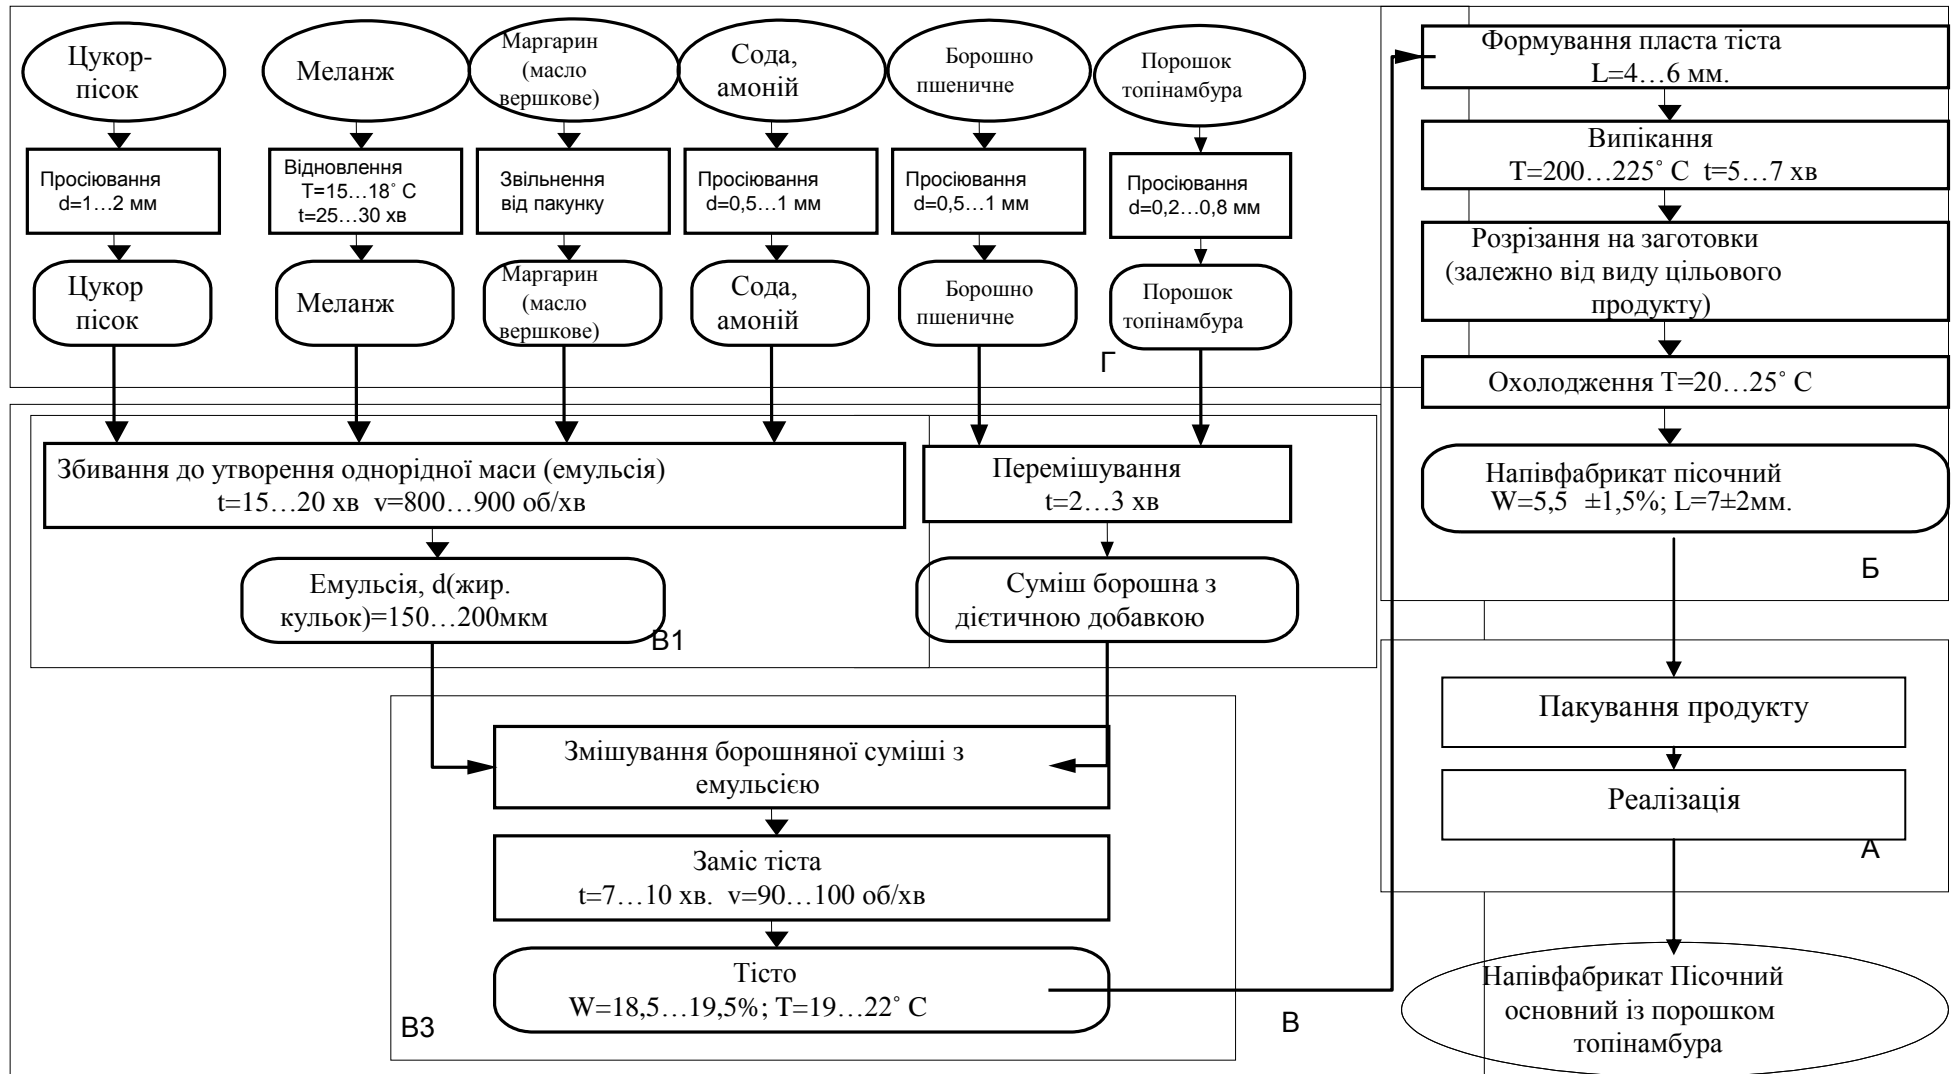 Цукор-
пісок
Меланж
Маргарин
(масло
вершкове)
Сода,
амоній
Борошно
пшеничне
Порошок
топінамбура
Просіювання
d=1…2 мм
Відновлення
T=15…18˚ C
t=25…30 хв
Звільнення
від пакунку
Просіювання
d=0,5…1 мм
Просіювання
d=0,5…1 мм
Просіювання
d=0,2…0,8 мм
Цукор
пісок
Меланж
Маргарин
(масло
вершкове)
Сода,
амоній
Борошно
пшеничне
Порошок
топінамбура
Г
Збивання до утворення однорідної маси (емульсія)
t=15…20 хв v=800…900 об/хв
Перемішування
t=2…3 хв
Емульсія, d(жир.
кульок)=150…200мкм
В1
Суміш борошна з
дієтичною добавкою
Змішування борошняної суміші з
емульсією
Заміс тіста
t=7…10 хв. v=90…100 об/хв
Тісто
W=18,5…19,5%; T=19…22˚ C
В3
В
Формування пласта тіста
L=4…6 мм.
Випікання
T=200…225˚ C t=5…7 хв
Розрізання на заготовки
(залежно від виду цільового
продукту)
Охолодження T=20…25˚ C
Напівфабрикат пісочний
W=5,5 ±1,5%; L=7±2мм.
Б
Пакування продукту
Реалізація
А
Напівфабрикат Пісочний
основний із порошком
топінамбура